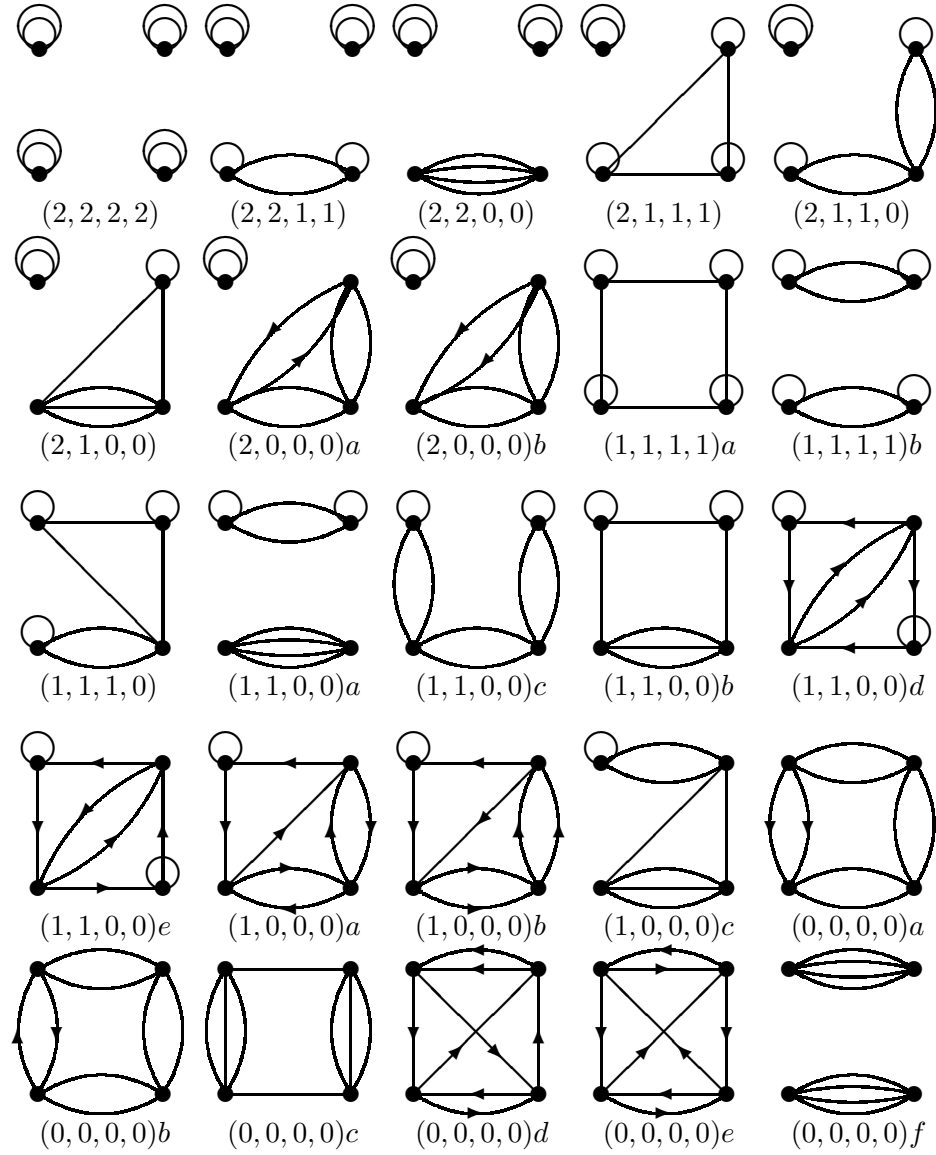 (2, 2, 2, 2) (2, 2, 1, 1) (2, 2, 0, 0) (2, 1, 1, 1) (2, 1, 1, 0)
(2, 1, 0, 0) (2, 0, 0, 0)a (2, 0, 0, 0)b (1, 1, 1, 1)a (1, 1, 1, 1)b
(1, 1, 1, 0) (1, 1, 0, 0)a (1, 1, 0, 0)c (1, 1, 0, 0)b (1, 1, 0, 0)d
(1, 1, 0, 0)e (1, 0, 0, 0)a (1, 0, 0, 0)b (1, 0, 0, 0)c (0, 0, 0, 0)a
(0, 0, 0, 0)b (0, 0, 0, 0)c (0, 0, 0, 0)d (0, 0, 0, 0)e (0, 0, 0, 0)f